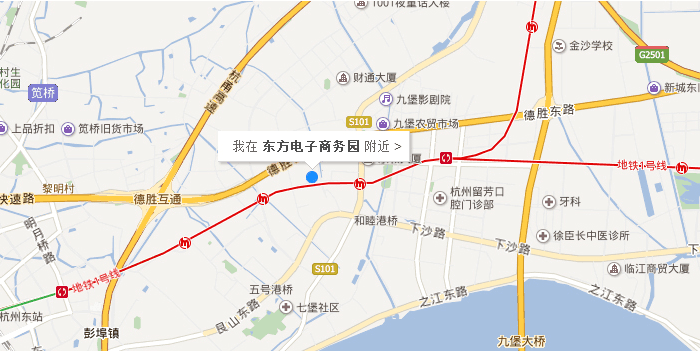 1001夜童话大楼
金沙学校
G2501
杭甬高速
财通大厦
村生
化园
笕桥
新城东
九堡影剧院
S101
德胜东路
上品折扣
笕桥旧货市场
九堡农贸市场
我在 东方电子商务园 附近 >
厦
德胜
地铁1号线
黎明村
快速路
德胜互通
杭州留芳口
腔门诊部
牙科
明月桥路
和睦港桥
下沙路
下沙路
徐臣长中医诊所
地铁1号线
S101
临江商贸大厦
五号港桥
之江东路
之江东路
杭州东站
七堡社区
艮山东路
彭埠镇
九堡大桥